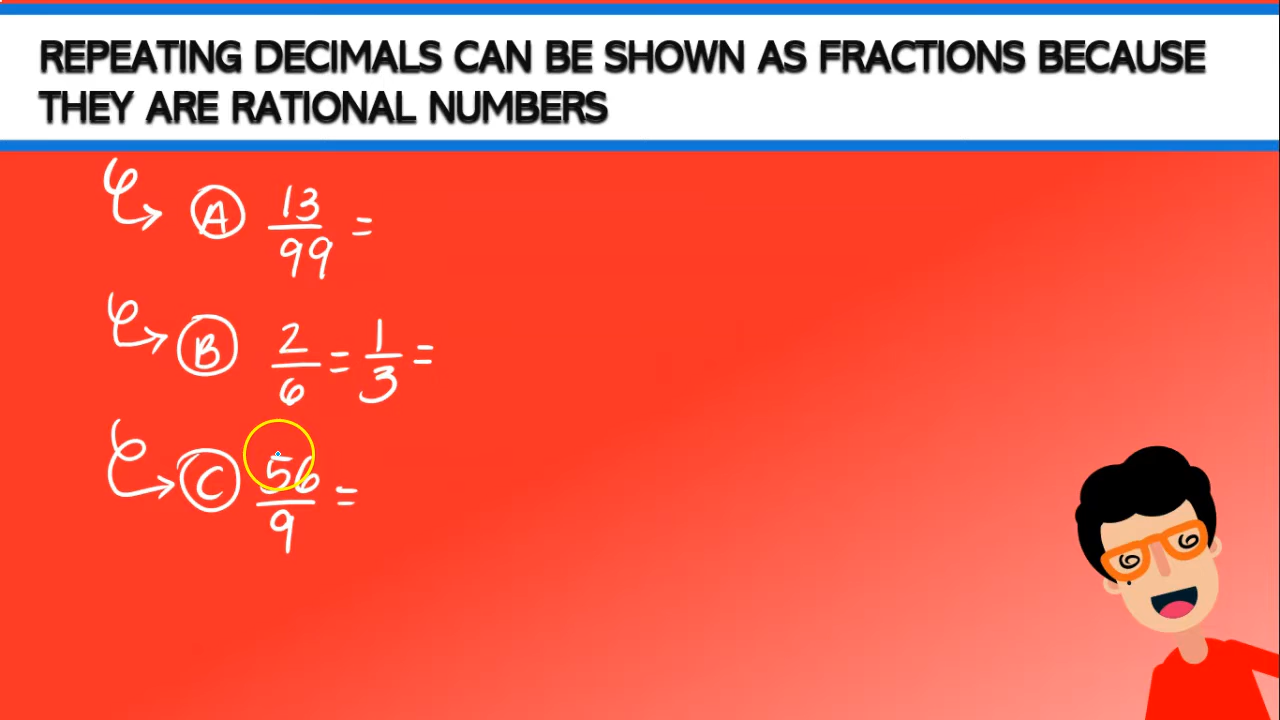 REPEATING DECIMALS CAN BE SHOWN AS FRACTIONS BECAUSE
THEY ARE RATIONAL NUMBERS
A 13/99 =
B 2/6 = 1/3 =
C 56/9 =